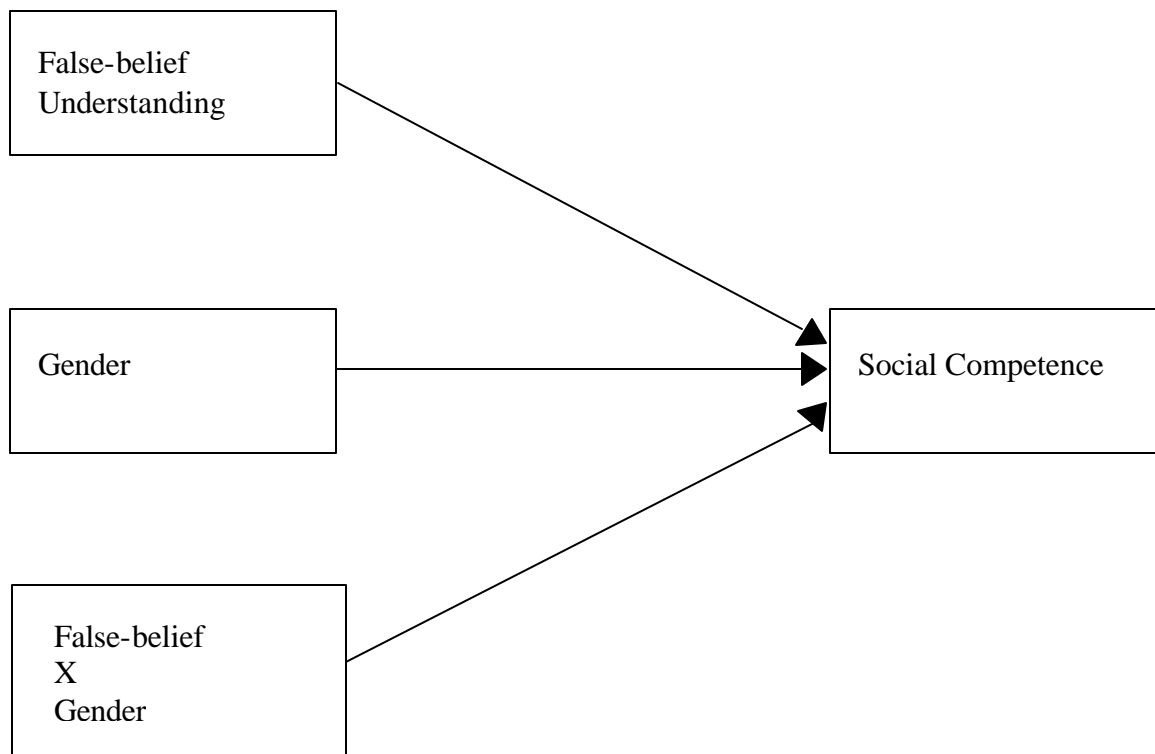 False-belief
Understanding
Gender
Social Competence
False-belief
X
Gender